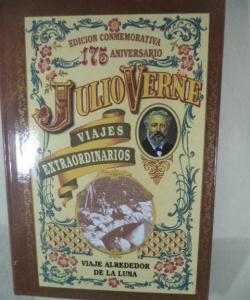 EDICION CONMEMORATIVA
175 ANIVERSARIO
JULIO VERNE
VIAJES
EXTRAORDINARIOS
VIAJE ALREDEDOR
DE LA LUNA